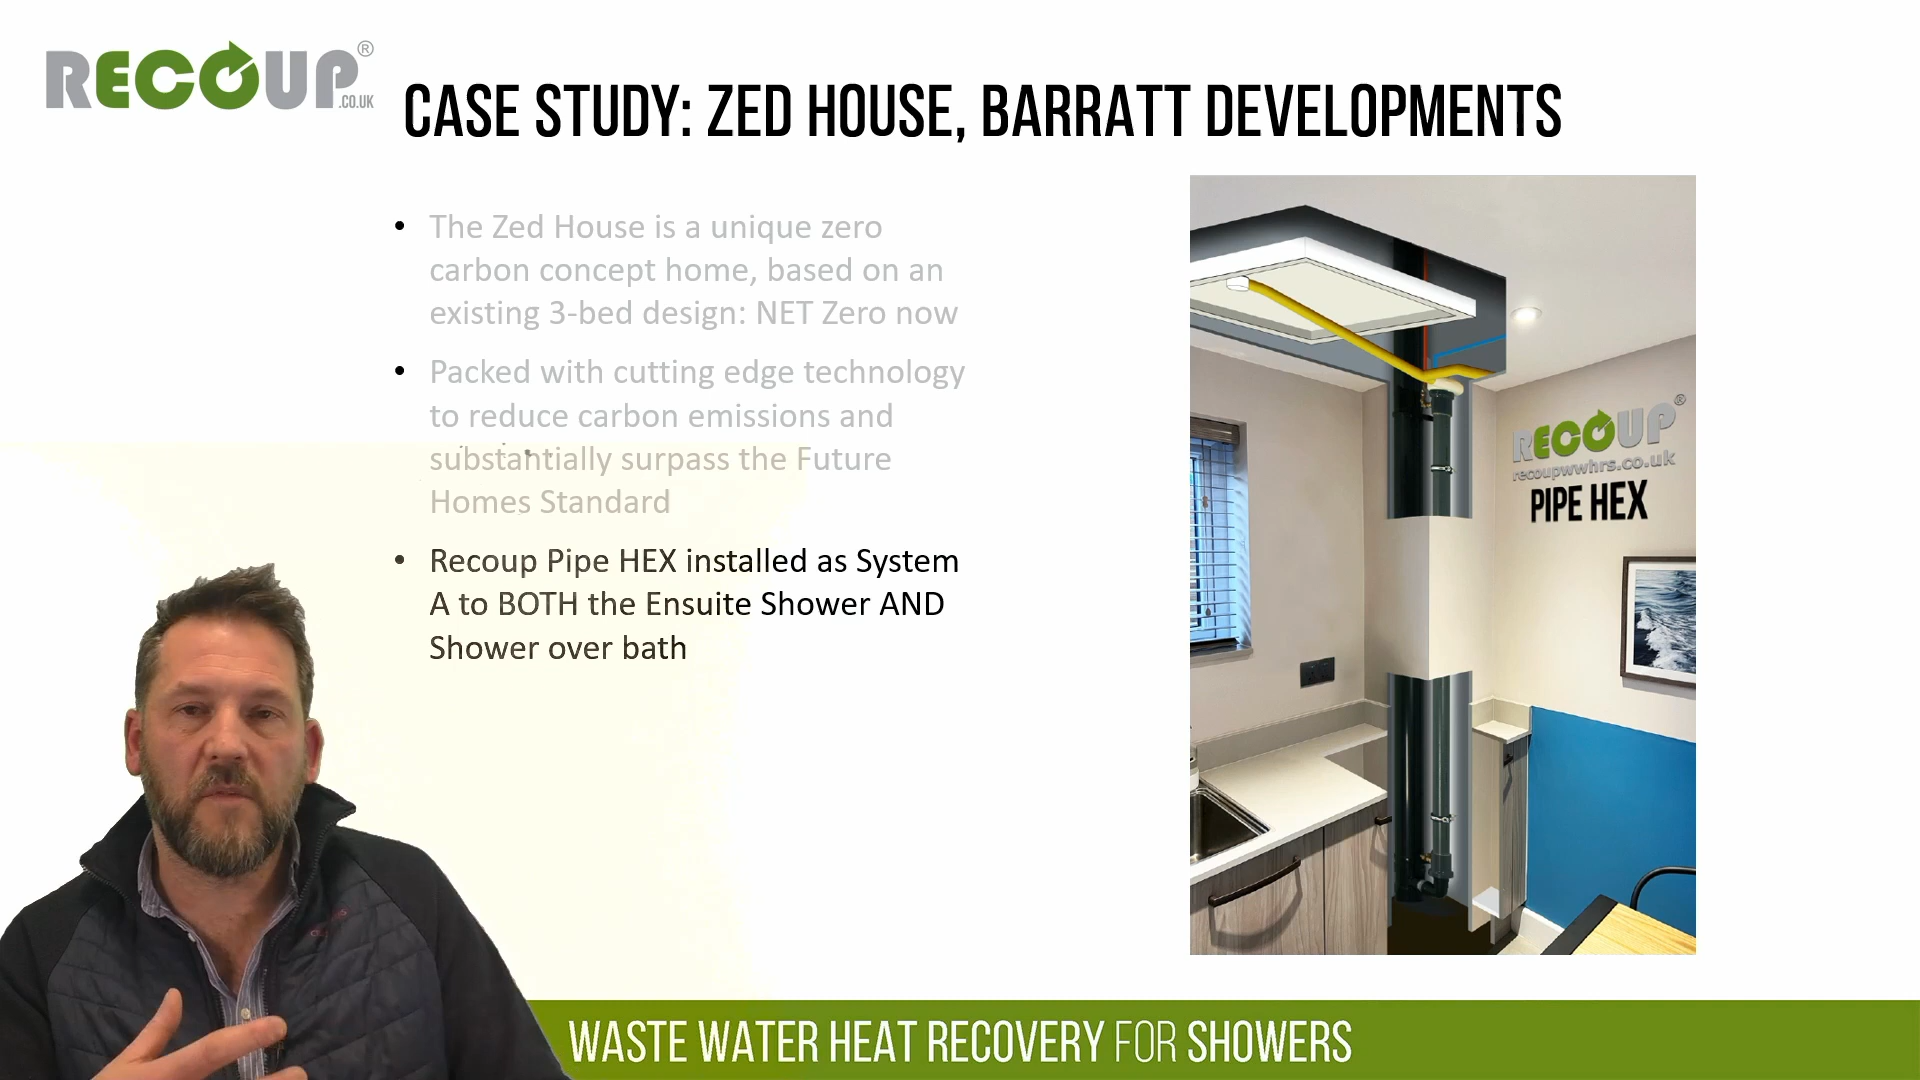 RECOUP®
.CO.UK
CASE STUDY: ZED HOUSE, BARRATT DEVELOPMENTS
• The Zed House is a unique zero
carbon concept home, based on an
existing 3-bed design: NET Zero now
• Packed with cutting edge technology
to reduce carbon emissions and
substantially surpass the Future
Homes Standard
• Recoup Pipe HEX installed as System
A to BOTH the Ensuite Shower AND
Shower over bath
RECOUP®
recoupwwhrs.co.uk
PIPE HEX
WASTE WATER HEAT RECOVERY FOR SHOWERS